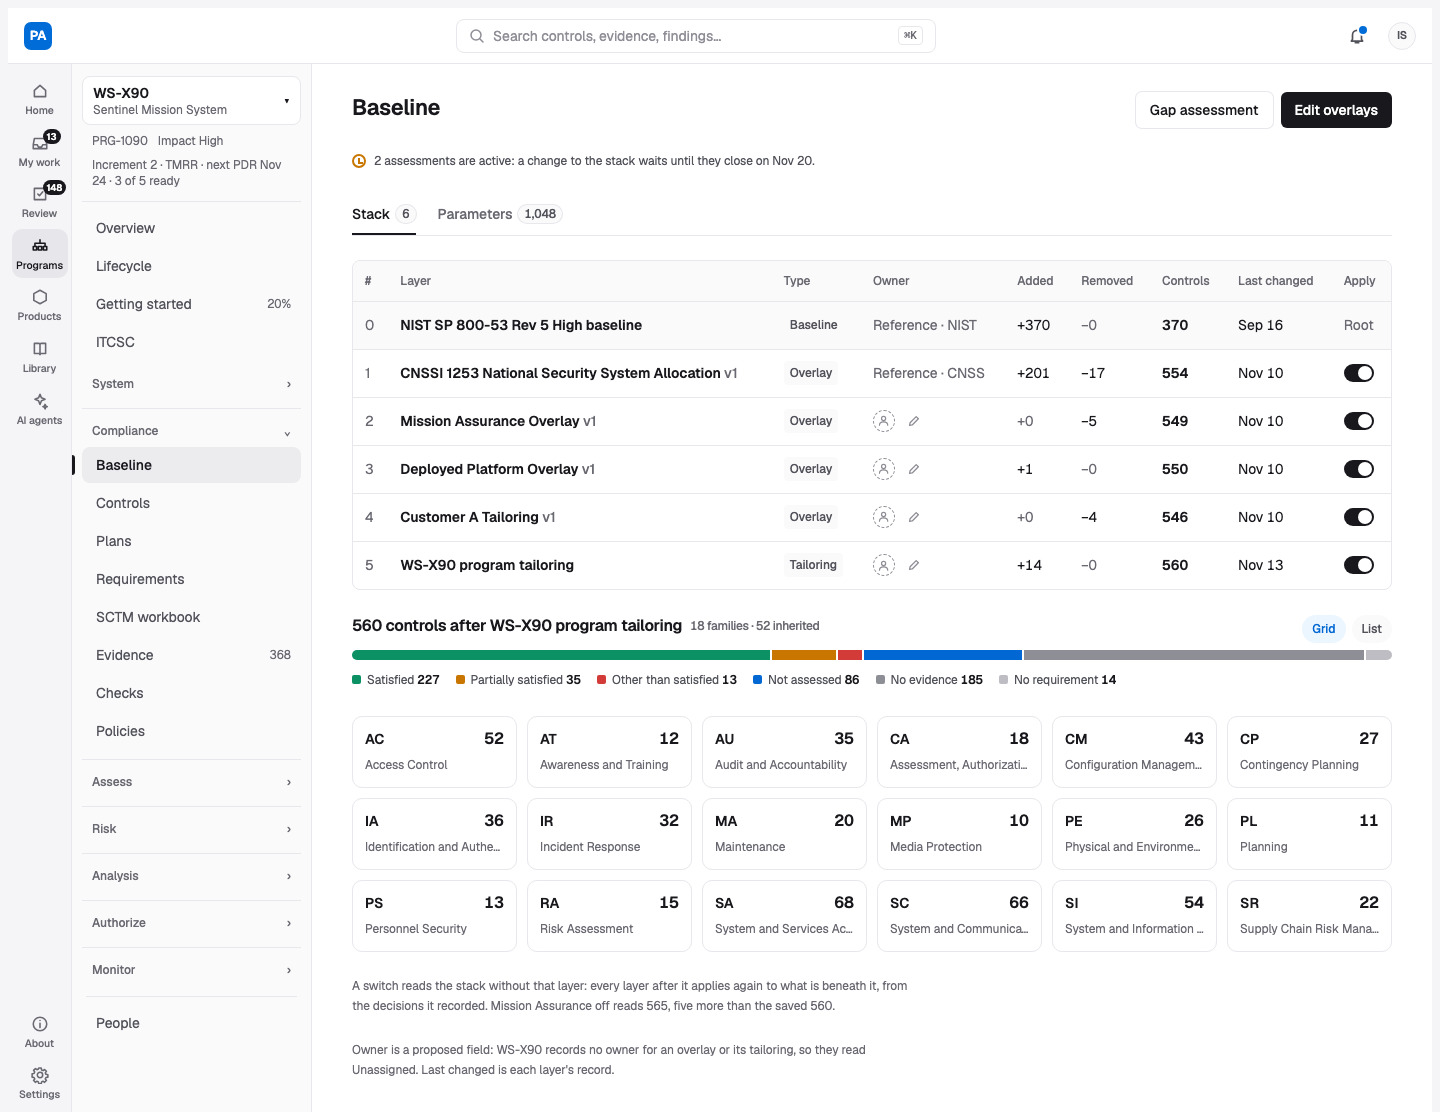 PA
Search controls, evidence, findings...
⌘K
IS
Home
13
My work
148
Review
Programs
Products
Library
AI agents
About
Settings
WS-X90
Sentinel Mission System
PRG-1090 Impact High
Increment 2 · TMRR · next PDR Nov
24 · 3 of 5 ready
Overview
Lifecycle
Getting started 20%
ITCSC
System
Compliance
Baseline
Controls
Plans
Requirements
SCTM workbook
Evidence 368
Checks
Policies
Assess
Risk
Analysis
Authorize
Monitor
People
Baseline
Gap assessment
Edit overlays
2 assessments are active: a change to the stack waits until they close on Nov 20.
Stack 6 Parameters 1,048
# Layer Type Owner Added Removed Controls Last changed Apply
0 NIST SP 800-53 Rev 5 High baseline Baseline Reference · NIST +370 −0 370 Sep 16 Root
1 CNSSI 1253 National Security System Allocation v1 Overlay Reference · CNSS +201 −17 554 Nov 10
2 Mission Assurance Overlay v1 Overlay +0 −5 549 Nov 10
3 Deployed Platform Overlay v1 Overlay +1 −0 550 Nov 10
4 Customer A Tailoring v1 Overlay +0 −4 546 Nov 10
5 WS-X90 program tailoring Tailoring +14 −0 560 Nov 13
560 controls after WS-X90 program tailoring 18 families · 52 inherited
Grid List
Satisfied 227 Partially satisfied 35 Other than satisfied 13 Not assessed 86 No evidence 185 No requirement 14
AC 52 AT 12 AU 35 CA 18 CM 43 CP 27
Access Control Awareness and Training Audit and Accountability Assessment, Authorizati... Configuration Managem... Contingency Planning
IA 36 IR 32 MA 20 MP 10 PE 26 PL 11
Identification and Authe... Incident Response Maintenance Media Protection Physical and Environme... Planning
PS 13 RA 15 SA 68 SC 66 SI 54 SR 22
Personnel Security Risk Assessment System and Services Ac... System and Communica... System and Information ... Supply Chain Risk Mana...
A switch reads the stack without that layer: every layer after it applies again to what is beneath it, from
the decisions it recorded. Mission Assurance off reads 565, five more than the saved 560.
Owner is a proposed field: WS-X90 records no owner for an overlay or its tailoring, so they read
Unassigned. Last changed is each layer's record.